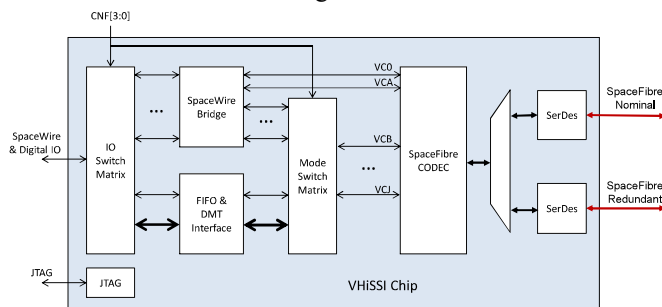 CNF[3:0]
VC0
VCA
SpaceWire
Bridge
...
...
SpaceFibre
Nominal
SerDes
SpaceWire
& Digital IO
IO
Switch
Matrix
Mode
Switch
Matrix
VCB
...
VCJ
SpaceFibre
CODEC
FIFO &
DMT
Interface
SpaceFibre
Redundant
SerDes
JTAG
JTAG
VHiSSI Chip